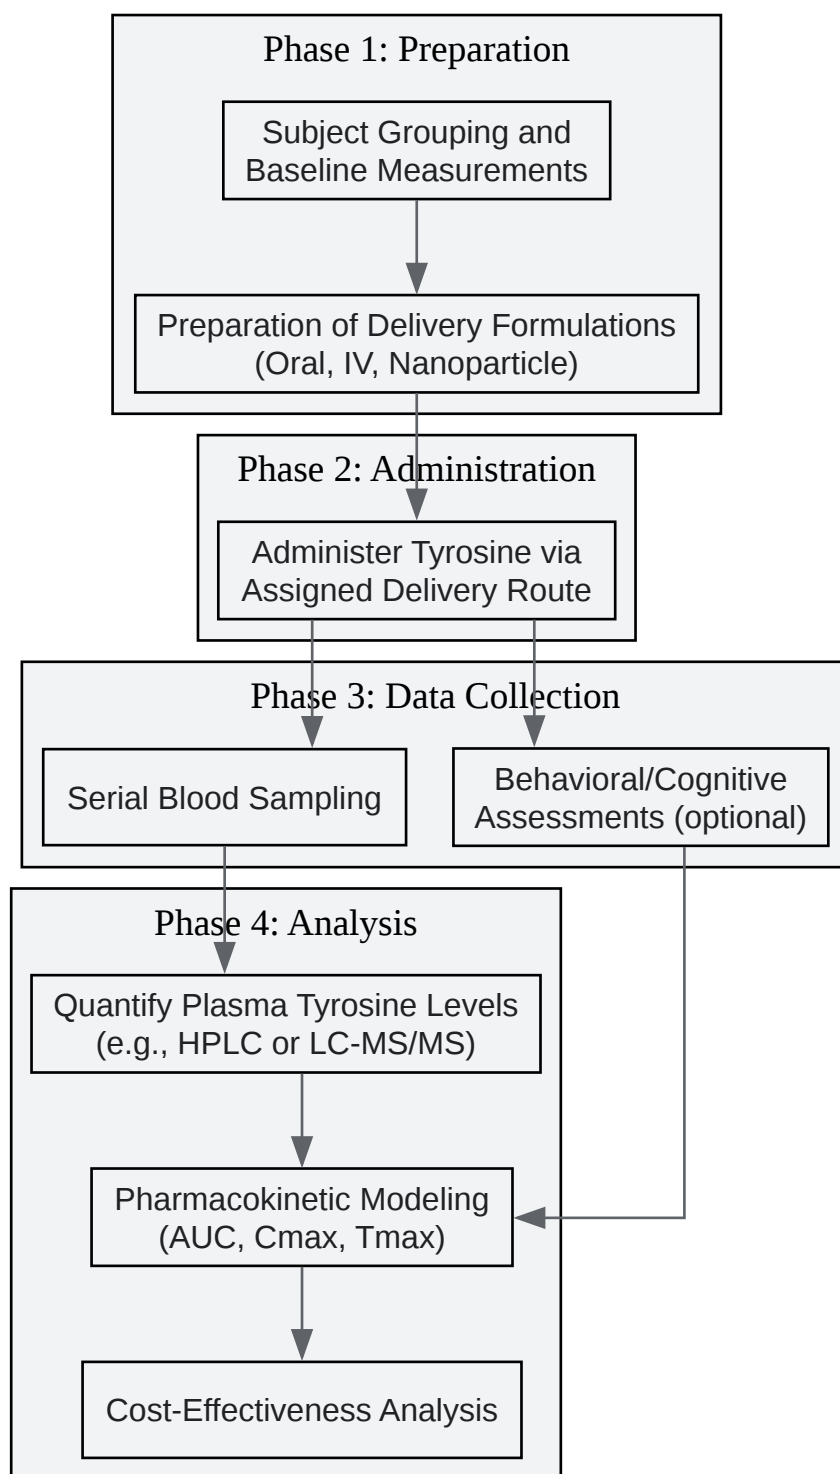 Phase 1: Preparation
Subject Grouping and
Baseline Measurements
Preparation of Delivery Formulations
(Oral, IV, Nanoparticle)
Phase 2: Administration
Administer Tyrosine via
Assigned Delivery Route
Phase 3: Data Collection
Serial Blood Sampling
Behavioral/Cognitive
Assessments (optional)
Phase 4: Analysis
Quantify Plasma Tyrosine Levels
(e.g., HPLC or LC-MS/MS)
Pharmacokinetic Modeling
(AUC, Cmax, Tmax)
Cost-Effectiveness Analysis